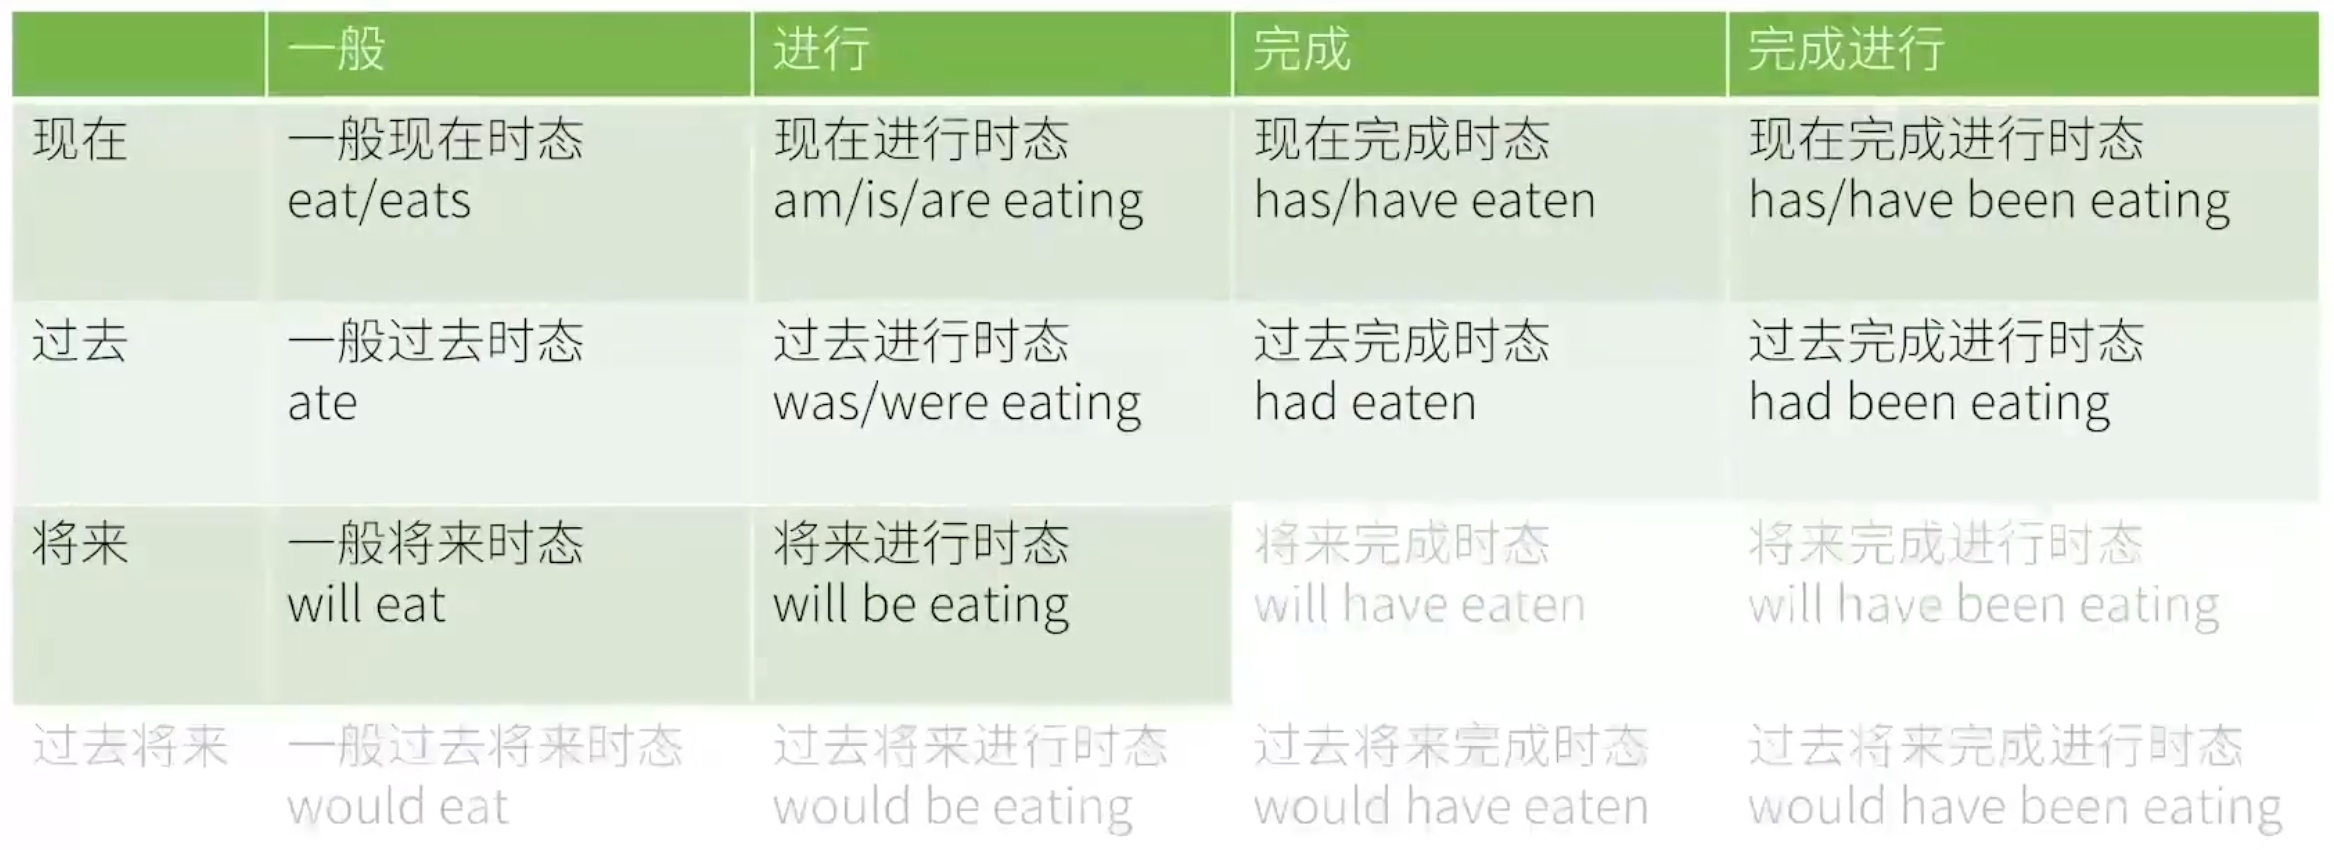 一般
进行
完成
完成进行
现在
一般现在时态
eat/eats
现在进行时态
am/is/are eating
现在完成时态
has/have eaten
现在完成进行时态
has/have been eating
过去
一般过去时态
ate
过去进行时态
was/were eating
过去完成时态
had eaten
过去完成进行时态
had been eating
将来
一般将来时态
will eat
将来进行时态
will be eating
将来完成时态
will have eaten
将来完成进行时态
will have been eating
过去将来
一般过去将来时态
would eat
过去将来进行时态
would be eating
过去将来完成时态
would have eaten
过去将来完成进行时态
would have been eating